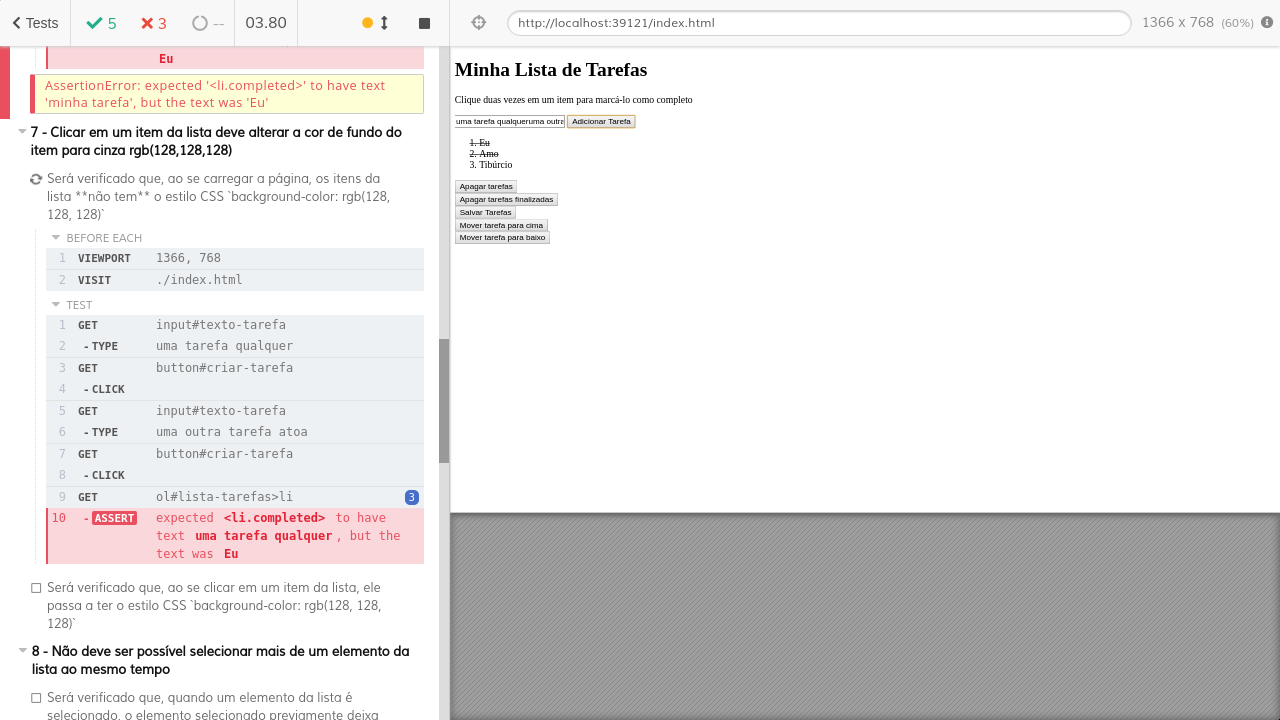 Tests
5
3
--
03.80
http://localhost:39121/index.html
1366 x 768 (60%)
Eu
AssertionError: expected '<li.completed>' to have text
'minha tarefa', but the text was 'Eu'
7 - Clicar em um item da lista deve alterar a cor de fundo do
item para cinza rgb(128,128,128)
Será verificado que, ao se carregar a página, os itens da
lista **não tem** o estilo CSS `background-color: rgb(128,
128, 128)`
BEFORE EACH
1 VIEWPORT 1366, 768
2 VISIT ./index.html
TEST
1 GET input#texto-tarefa
2 - TYPE uma tarefa qualquer
3 GET button#criar-tarefa
4 - CLICK
5 GET input#texto-tarefa
6 - TYPE uma outra tarefa atoa
7 GET button#criar-tarefa
8 - CLICK
9 GET ol#lista-tarefas>li 3
10 - ASSERT expected <li.completed> to have
text uma tarefa qualquer, but the
text was Eu
Será verificado que, ao se clicar em um item da lista, ele
passa a ter o estilo CSS `background-color: rgb(128, 128,
128)`
8 - Não deve ser possível selecionar mais de um elemento da
lista ao mesmo tempo
Será verificado que, quando um elemento da lista é
selecionado, o elemento selecionado previamente deixa
Minha Lista de Tarefas
Clique duas vezes em um item para marcá-lo como completo
uma tarefa qualqueruma outra Adicionar Tarefa
1. Eu
2. Amo
3. Tibúrcio
Apagar tarefas
Apagar tarefas finalizadas
Salvar Tarefas
Mover tarefa para cima
Mover tarefa para baixo